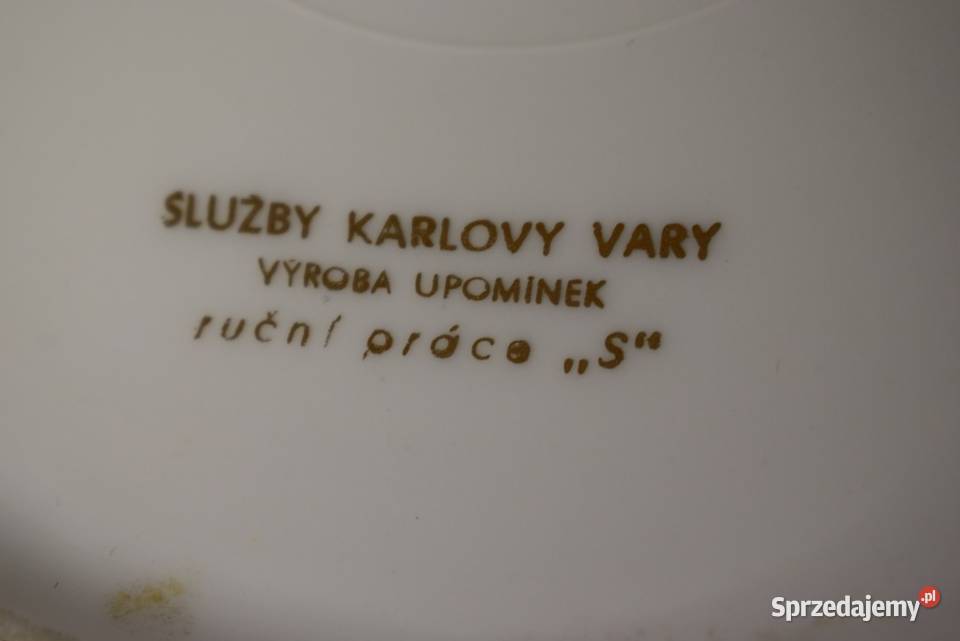 SLUŽBY KARLOVY VARY
VÝROBA UPOMÍNEK
ruční práce „S“
Sprzedajemy.pl